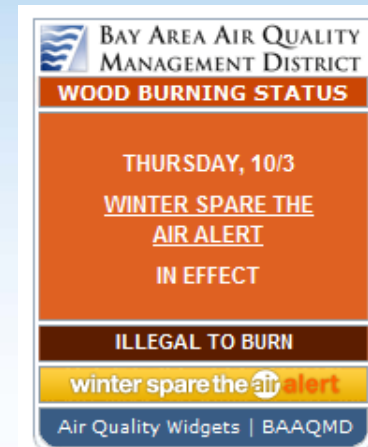 BAY AREA AIR QUALITY
MANAGEMENT DISTRICT
WOOD BURNING STATUS
THURSDAY, 10/3
WINTER SPARE THE
AIR ALERT
IN EFFECT
ILLEGAL TO BURN
winter spare the air alert
Air Quality Widgets | BAAQMD